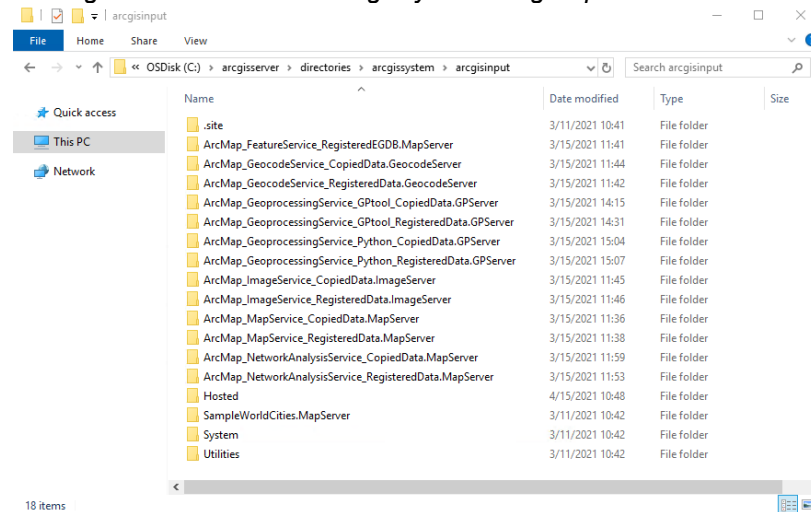 arcgisinput
File Home Share View
« OSDisk (C:) › arcgisserver › directories › arcgissystem › arcgisinput Search arcgisinput
Quick access
This PC
Network
Name Date modified Type Size
.site 3/11/2021 10:41 File folder
ArcMap_FeatureService_RegisteredEGDB.MapServer 3/15/2021 11:41 File folder
ArcMap_GeocodeService_CopiedData.GeocodeServer 3/15/2021 11:44 File folder
ArcMap_GeocodeService_RegisteredData.GeocodeServer 3/15/2021 11:42 File folder
ArcMap_GeoprocessingService_GPtool_CopiedData.GPServer 3/15/2021 14:15 File folder
ArcMap_GeoprocessingService_GPtool_RegisteredData.GPServer 3/15/2021 14:31 File folder
ArcMap_GeoprocessingService_Python_CopiedData.GPServer 3/15/2021 15:04 File folder
ArcMap_GeoprocessingService_Python_RegisteredData.GPServer 3/15/2021 15:07 File folder
ArcMap_ImageService_CopiedData.ImageServer 3/15/2021 11:45 File folder
ArcMap_ImageService_RegisteredData.ImageServer 3/15/2021 11:46 File folder
ArcMap_MapService_CopiedData.MapServer 3/15/2021 11:36 File folder
ArcMap_MapService_RegisteredData.MapServer 3/15/2021 11:38 File folder
ArcMap_NetworkAnalysisService_CopiedData.MapServer 3/15/2021 11:59 File folder
ArcMap_NetworkAnalysisService_RegisteredData.MapServer 3/15/2021 11:53 File folder
Hosted 4/15/2021 10:48 File folder
SampleWorldCities.MapServer 3/11/2021 10:42 File folder
System 3/11/2021 10:42 File folder
Utilities 3/11/2021 10:42 File folder
18 items